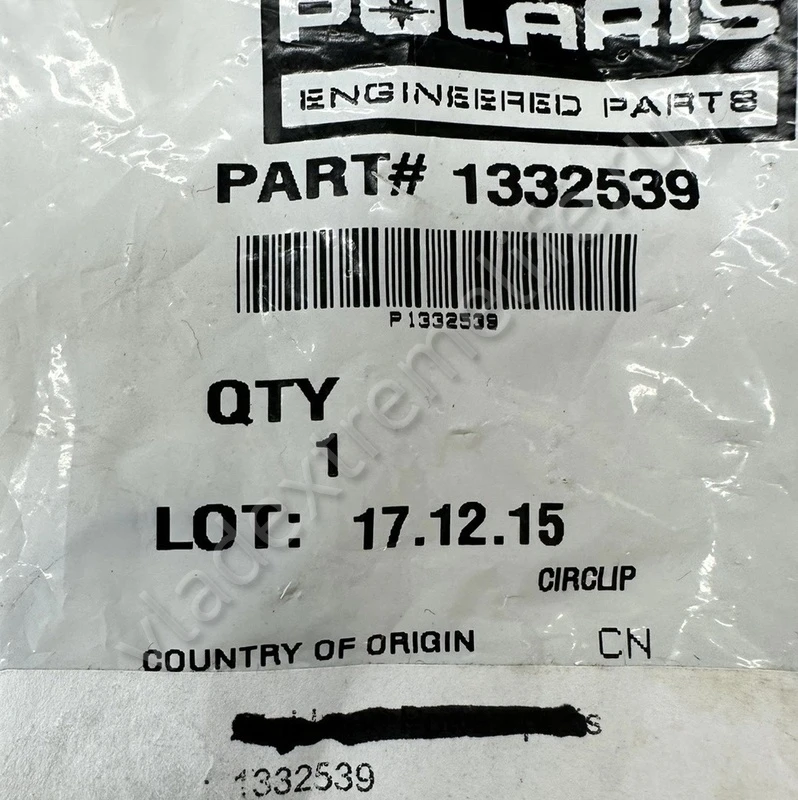 POLARIS
ENGINEERED PARTS
PART# 1332539
P1332539
QTY
1
LOT: 17.12.15
CIRCLIP
COUNTRY OF ORIGIN CN
1332539